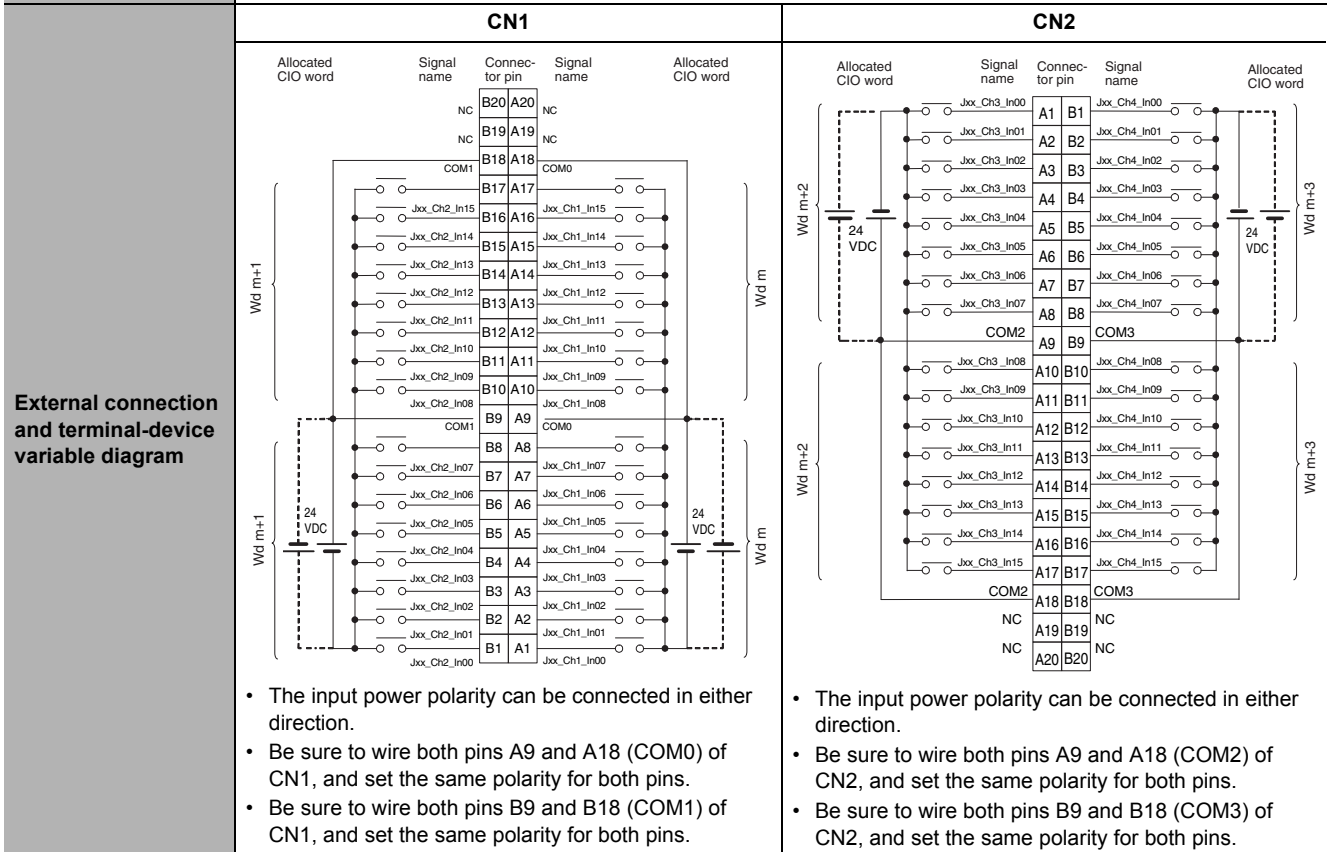 CN1
CN2
External connection
and terminal-device
variable diagram
Allocated
CIO word
Signal
name
Connec-
tor pin
Signal
name
Allocated
CIO word
NC B20 A20 NC
NC B19 A19 NC
COM1 B18 A18 COM0
B17 A17
Jxx_Ch2_In15 B16 A16 Jxx_Ch1_In15
Jxx_Ch2_In14 B15 A15 Jxx_Ch1_In14
Jxx_Ch2_In13 B14 A14 Jxx_Ch1_In13
Jxx_Ch2_In12 B13 A13 Jxx_Ch1_In12
Jxx_Ch2_In11 B12 A12 Jxx_Ch1_In11
Jxx_Ch2_In10 B11 A11 Jxx_Ch1_In10
Jxx_Ch2_In09 B10 A10 Jxx_Ch1_In09
Jxx_Ch2_In08 Jxx_Ch1_In08
COM1 B9 A9 COM0
B8 A8
Jxx_Ch2_In07 B7 A7 Jxx_Ch1_In07
Jxx_Ch2_In06 B6 A6 Jxx_Ch1_In06
Jxx_Ch2_In05 B5 A5 Jxx_Ch1_In05
Jxx_Ch2_In04 B4 A4 Jxx_Ch1_In04
Jxx_Ch2_In03 B3 A3 Jxx_Ch1_In03
Jxx_Ch2_In02 B2 A2 Jxx_Ch1_In02
Jxx_Ch2_In01 B1 A1 Jxx_Ch1_In01
Jxx_Ch2_In00 Jxx_Ch1_In00
Wd m+1
Wd m
Wd m+1
Wd m
24
VDC
24
VDC
• The input power polarity can be connected in either
direction.
• Be sure to wire both pins A9 and A18 (COM0) of
CN1, and set the same polarity for both pins.
• Be sure to wire both pins B9 and B18 (COM1) of
CN1, and set the same polarity for both pins.
Allocated
CIO word
Signal
name
Connec-
tor pin
Signal
name
Allocated
CIO word
Jxx_Ch3_In00 A1 B1 Jxx_Ch4_In00
Jxx_Ch3_In01 A2 B2 Jxx_Ch4_In01
Jxx_Ch3_In02 A3 B3 Jxx_Ch4_In02
Jxx_Ch3_In03 A4 B4 Jxx_Ch4_In03
Jxx_Ch3_In04 A5 B5 Jxx_Ch4_In04
Jxx_Ch3_In05 A6 B6 Jxx_Ch4_In05
Jxx_Ch3_In06 A7 B7 Jxx_Ch4_In06
Jxx_Ch3_In07 A8 B8 Jxx_Ch4_In07
COM2 A9 B9 COM3
Jxx_Ch3 _In08 A10 B10 Jxx_Ch4_In08
Jxx_Ch3_In09 A11 B11 Jxx_Ch4_In09
Jxx_Ch3_In10 A12 B12 Jxx_Ch4_In10
Jxx_Ch3_In11 A13 B13 Jxx_Ch4_In11
Jxx_Ch3_In12 A14 B14 Jxx_Ch4_In12
Jxx_Ch3_In13 A15 B15 Jxx_Ch4_In13
Jxx_Ch3_In14 A16 B16 Jxx_Ch4_In14
Jxx_Ch3_In15 A17 B17 Jxx_Ch4_In15
COM2 A18 B18 COM3
NC A19 B19 NC
NC A20 B20 NC
Wd m+2
Wd m+3
Wd m+2
Wd m+3
24
VDC
24
VDC
• The input power polarity can be connected in either
direction.
• Be sure to wire both pins A9 and A18 (COM2) of
CN2, and set the same polarity for both pins.
• Be sure to wire both pins B9 and B18 (COM3) of
CN2, and set the same polarity for both pins.